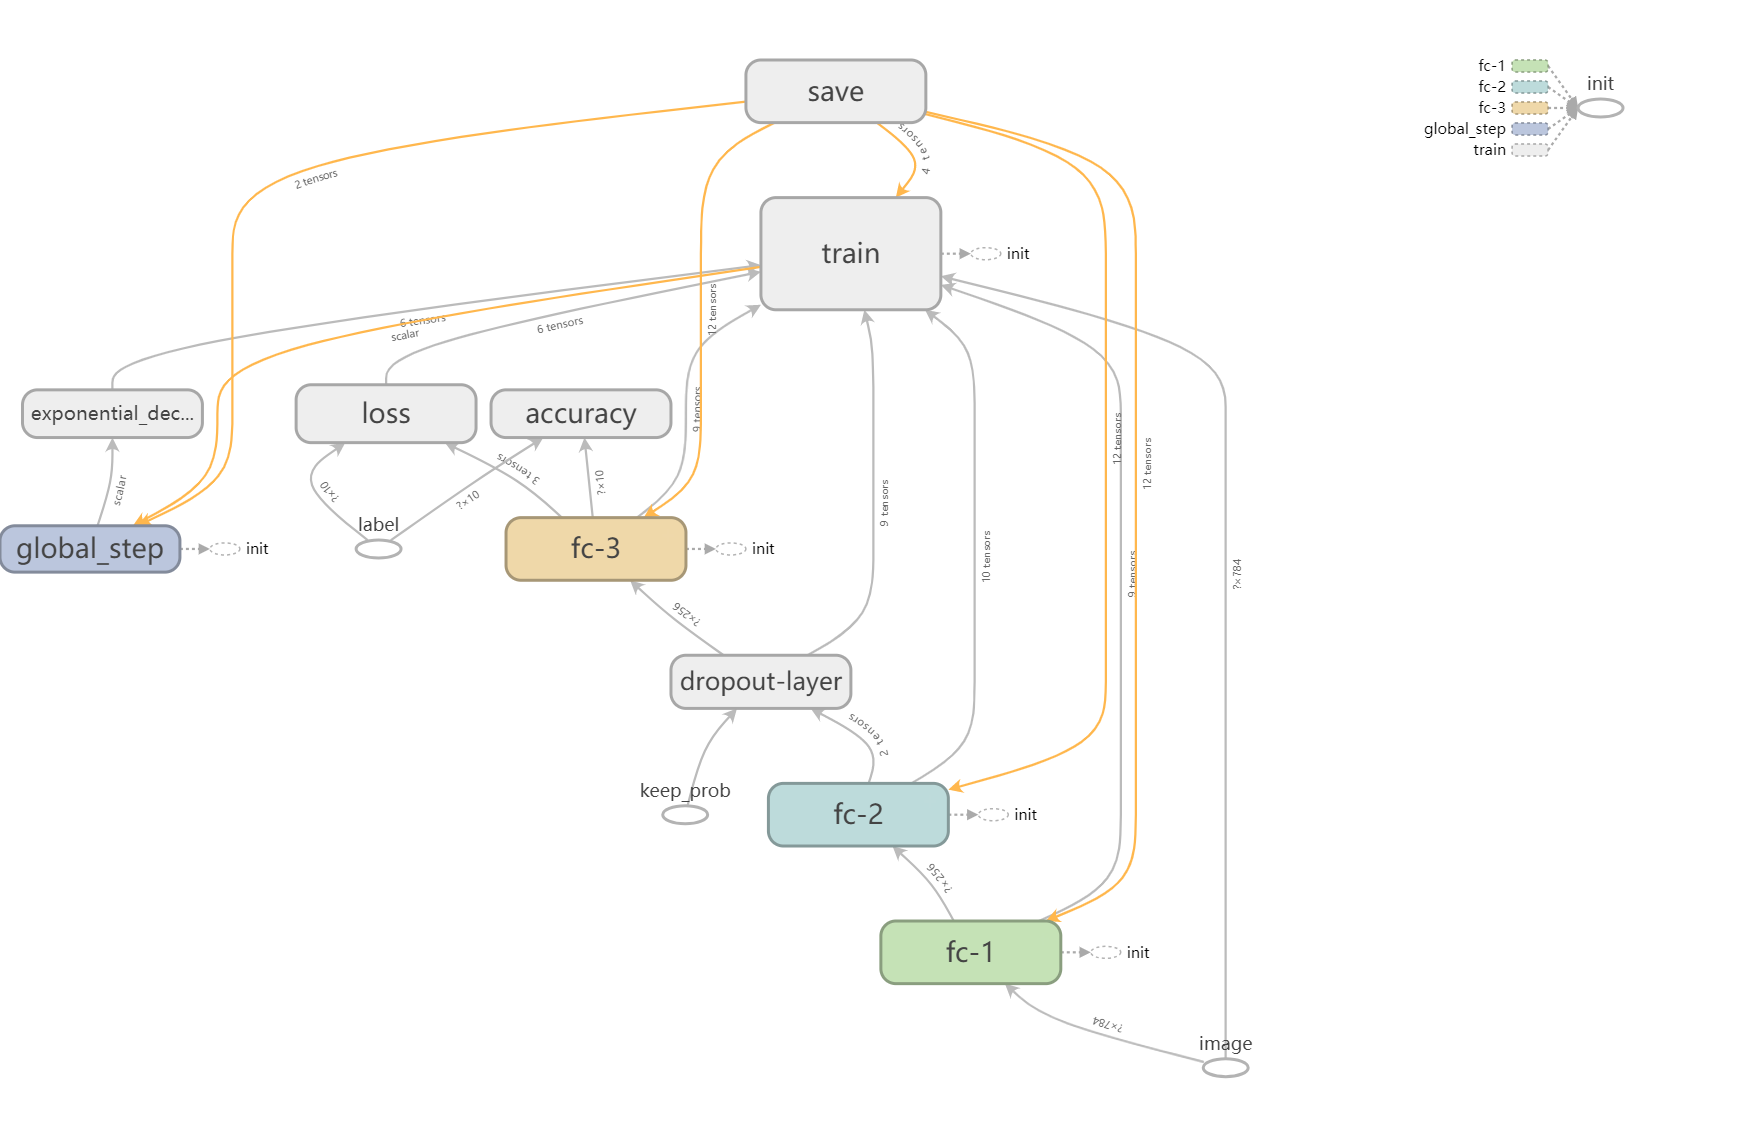 save
fc-1
fc-2
fc-3
global_step
train
init
4 tensors
2 tensors
train
init
12 tensors
6 tensors
scalar
6 tensors
exponential_dec...
loss
accuracy
9 tensors
12 tensors
12 tensors
3 tensors
?×10
?×10
?×10
scalar
label
9 tensors
global_step
init
fc-3
init
10 tensors
9 tensors
?×784
?×256
dropout-layer
2 tensors
keep_prob
fc-2
init
?×256
fc-1
init
?×784
image